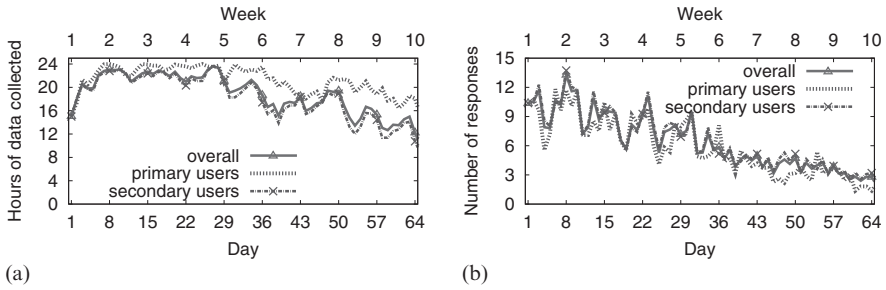 Week
1 2 3 4 5 6 7 8 9 10
Hours of data collected
24
20
16
12
8
4
0
overall
primary users
secondary users
1 8 15 22 29 36 43 50 57 64
Day
(a)
Week
1 2 3 4 5 6 7 8 9 10
Number of responses
15
12
9
6
3
0
overall
primary users
secondary users
1 8 15 22 29 36 43 50 57 64
Day
(b)